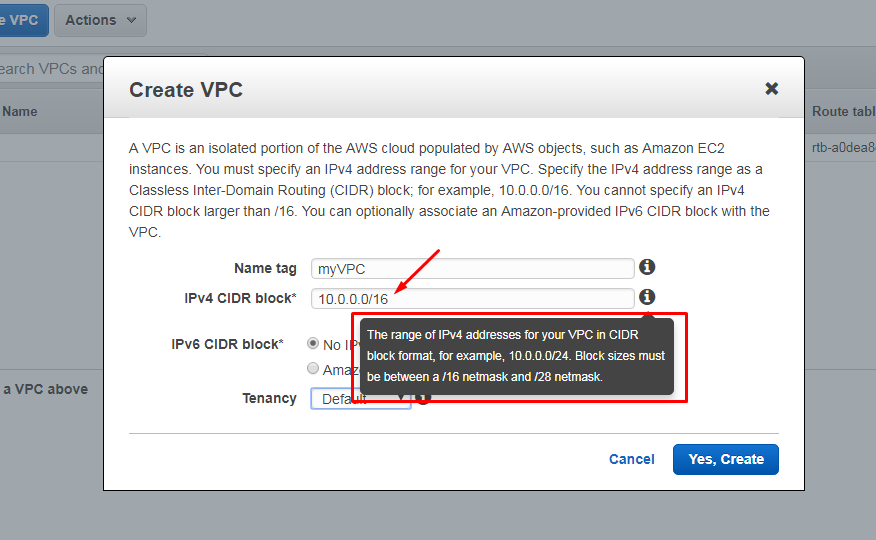 e VPC
Actions
earch VPCs and
Name
Route tabl
rtb-a0dea8
Create VPC
A VPC is an isolated portion of the AWS cloud populated by AWS objects, such as Amazon EC2
instances. You must specify an IPv4 address range for your VPC. Specify the IPv4 address range as a
Classless Inter-Domain Routing (CIDR) block; for example, 10.0.0.0/16. You cannot specify an IPv4
CIDR block larger than /16. You can optionally associate an Amazon-provided IPv6 CIDR block with the
VPC.
Name tag myVPC
IPv4 CIDR block* 10.0.0.0/16
The range of IPv4 addresses for your VPC in CIDR
block format, for example, 10.0.0.0/24. Block sizes must
be between a /16 netmask and /28 netmask.
IPv6 CIDR block* No IP
Amaz
Tenancy Default
a VPC above
Cancel Yes, Create